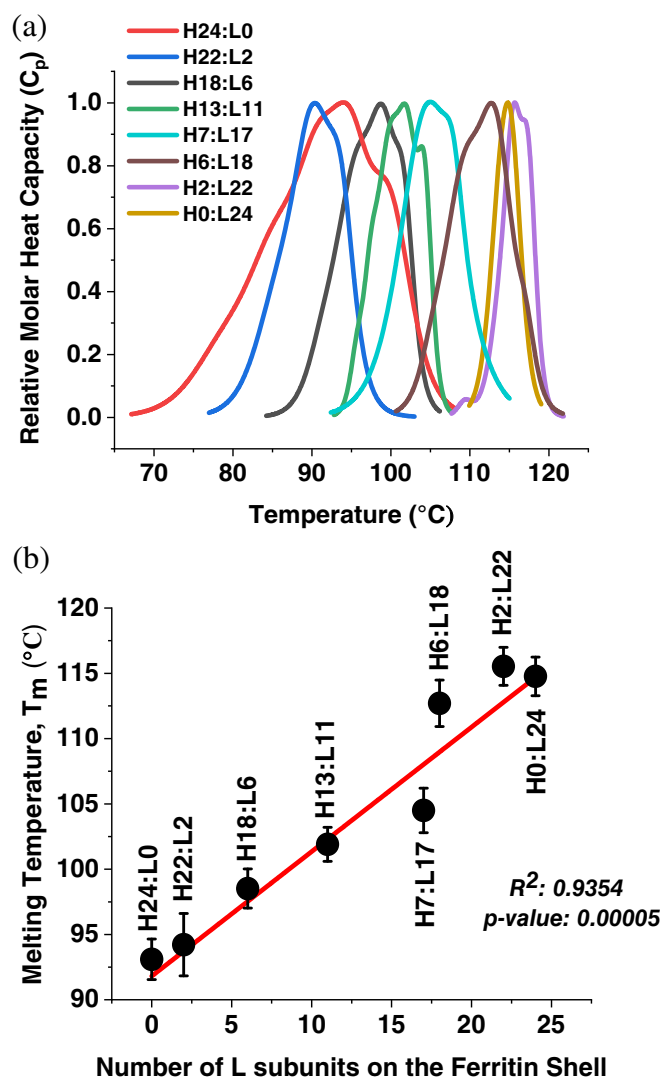 (a)
H24:L0
H22:L2
H18:L6
H13:L11
H7:L17
H6:L18
H2:L22
H0:L24
Relative Molar Heat Capacity (Cp)
1.0
0.8
0.6
0.4
0.2
0.0
70 80 90 100 110 120
Temperature (°C)
(b)
Melting Temperature, Tm (°C)
120
115
110
105
100
95
90
H24:L0
H22:L2
H18:L6
H13:L11
H7:L17
H6:L18
H2:L22
H0:L24
R²: 0.9354
p-value: 0.00005
0 5 10 15 20 25
Number of L subunits on the Ferritin Shell